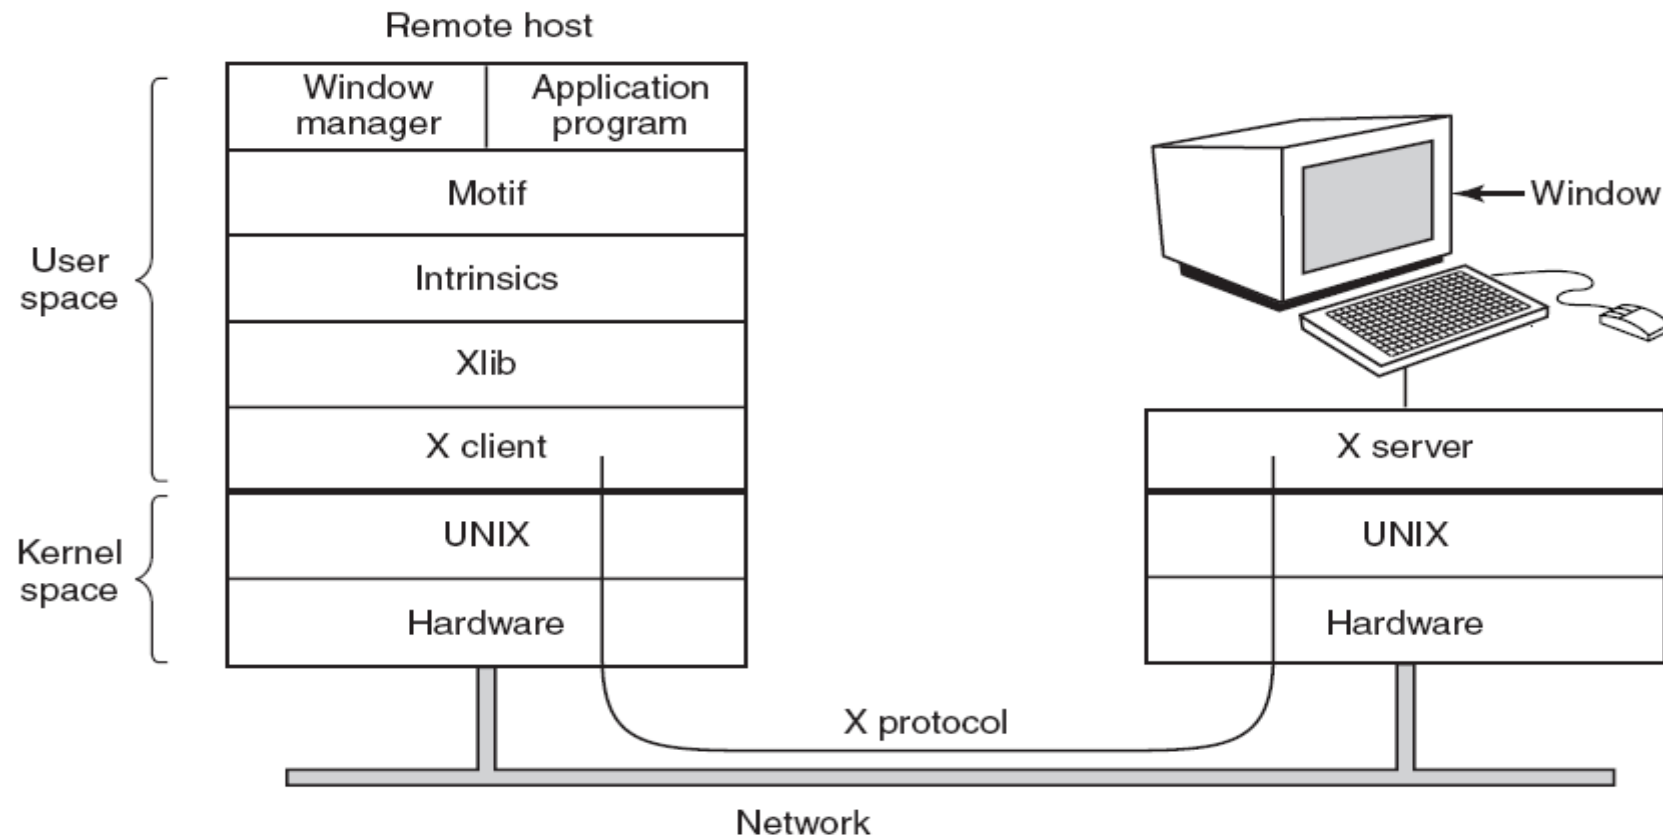 Remote host
Window
manager
Application
program
Motif
Intrinsics
Xlib
X client
UNIX
Hardware
User
space
Kernel
space
Window
X server
UNIX
Hardware
X protocol
Network